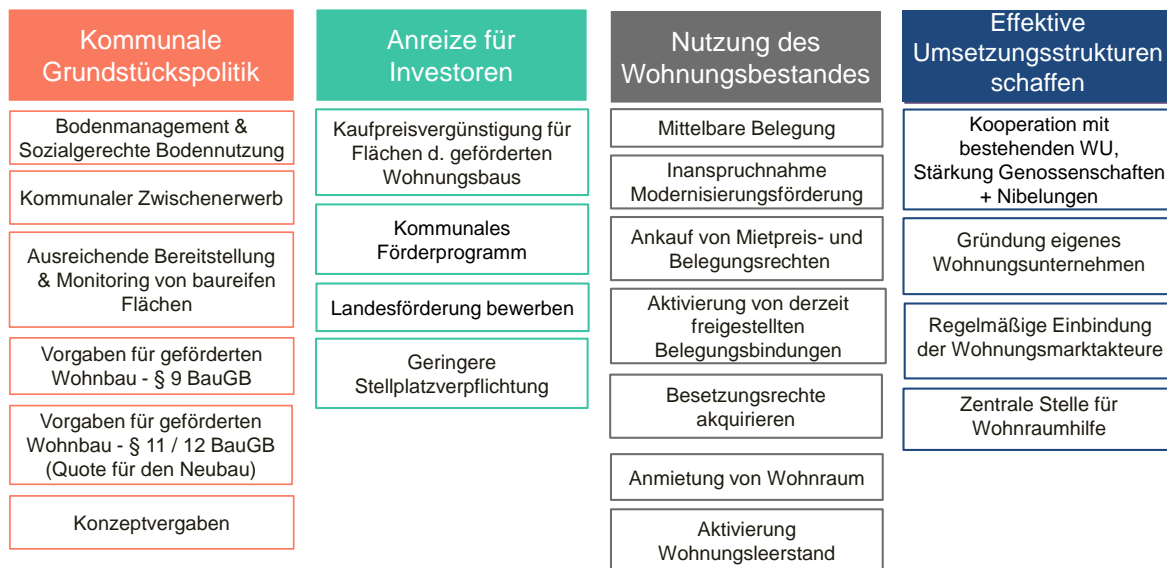 Kommunale
Grundstückspolitik
Bodenmanagement &
Sozialgerechte Bodennutzung
Kommunaler Zwischenerwerb
Ausreichende Bereitstellung
& Monitoring von baureifen
Flächen
Vorgaben für geförderten
Wohnbau - § 9 BauGB
Vorgaben für geförderten
Wohnbau - § 11 / 12 BauGB
(Quote für den Neubau)
Konzeptvergaben
Anreize für
Investoren
Kaufpreisvergünstigung für
Flächen d. geförderten
Wohnungsbaus
Kommunales
Förderprogramm
Landesförderung bewerben
Geringere
Stellplatzverpflichtung
Nutzung des
Wohnungsbestandes
Mittelbare Belegung
Inanspruchnahme
Modernisierungsförderung
Ankauf von Mietpreis- und
Belegungsrechten
Aktivierung von derzeit
freigestellten
Belegungsbindungen
Besetzungsrechte
akquirieren
Anmietung von Wohnraum
Aktivierung
Wohnungsleerstand
Effektive
Umsetzungsstrukturen
schaffen
Kooperation mit
bestehenden WU,
Stärkung Genossenschaften
+ Nibelungen
Gründung eigenes
Wohnungsunternehmen
Regelmäßige Einbindung
der Wohnungsmarktakteure
Zentrale Stelle für
Wohnraumhilfe